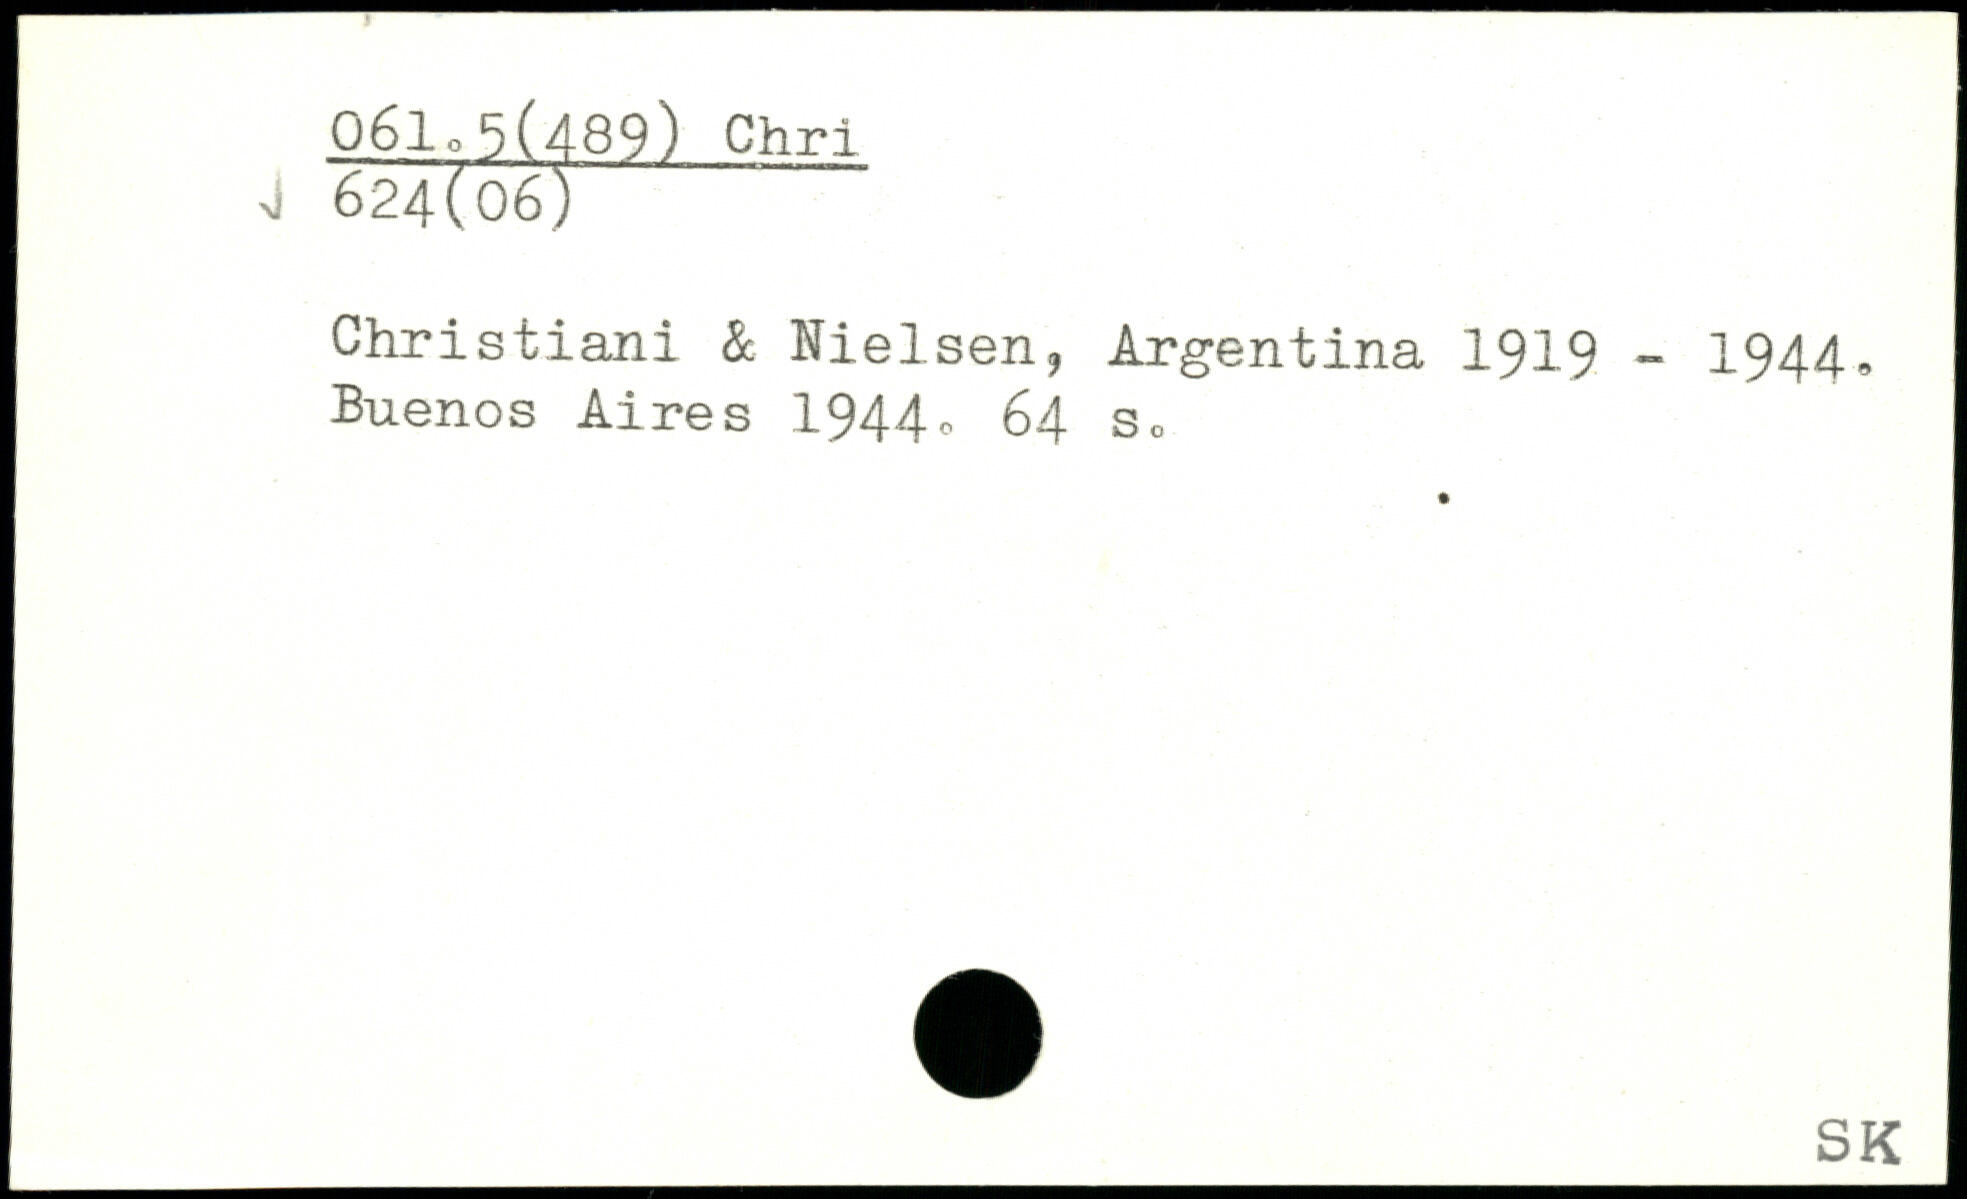 061.5(489) Chri
624(06)
Christiani & Nielsen, Argentina 1919 - 1944.
Buenos Aires 1944. 64 s.
SK